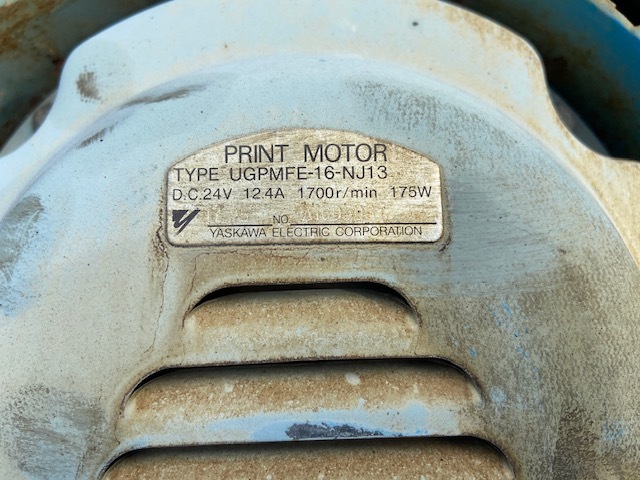 PRINT MOTOR
TYPE UGPMFE-16-NJ13
D.C.24V 12.4A 1700r/min 175W
NO.
YASKAWA ELECTRIC CORPORATION